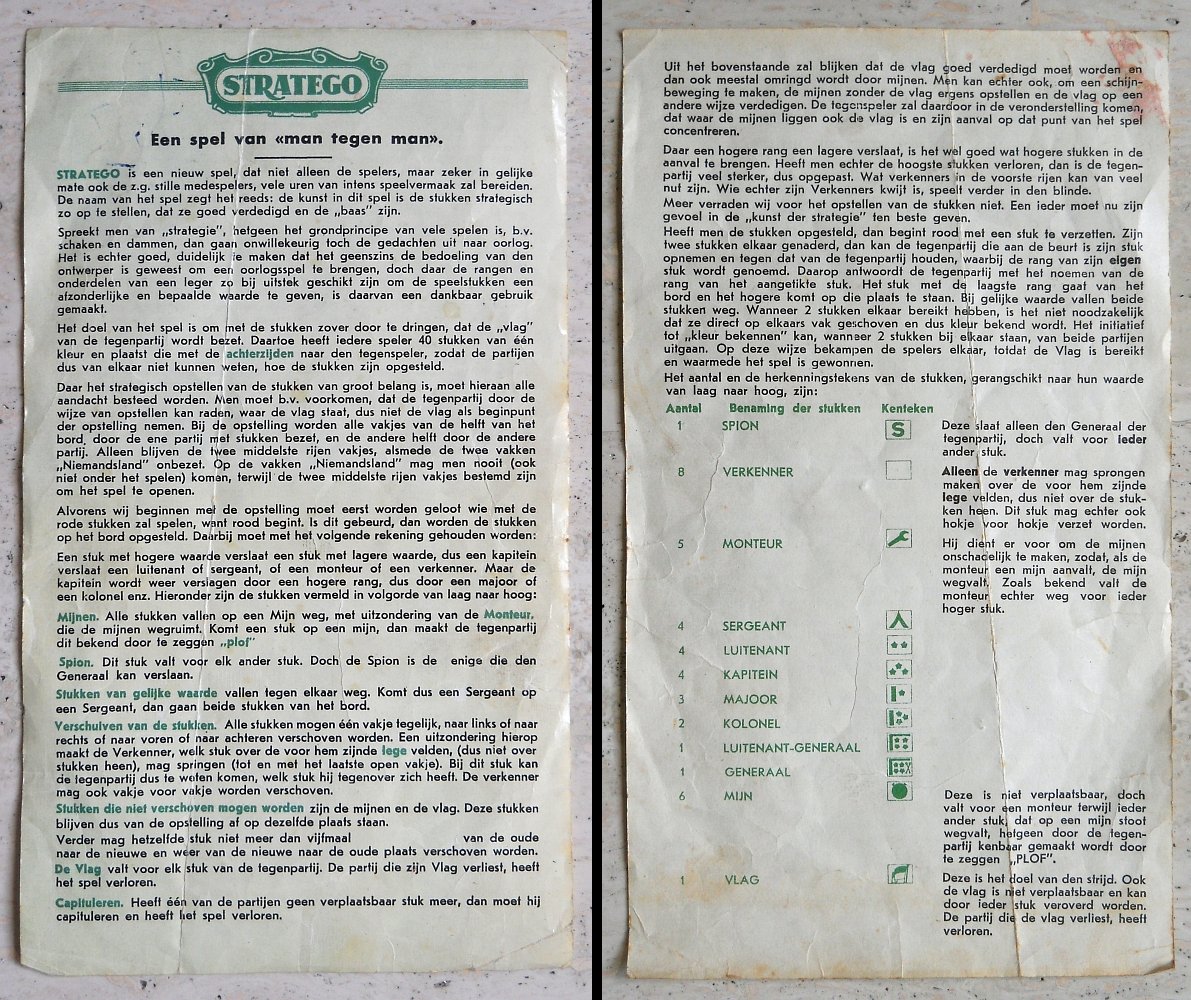 STRATEGO
Een spel van «man tegen man».
STRATEGO is een nieuw spel, dat niet alleen de spelers, maar zeker in gelijke
mate ook de z.g. stille medespelers, vele uren van intens speelvermaak zal bereiden.
De naam van het spel zegt het reeds: de kunst in dit spel is de stukken strategisch
zo op te stellen, dat ze goed verdedigd en de „baas" zijn.
Spreekt men van „strategie", hetgeen het grondprincipe van vele spelen is, b.v.
schaken en dammen, dan gaan onwillekeurig toch de gedachten uit naar oorlog.
Het is echter goed, duidelijk te maken dat het geenszins de bedoeling van den
ontwerper is geweest om een oorlogsspel te brengen, doch daar de rangen en
onderdelen van een leger zo bij uitstek geschikt zijn om de speelstukken een
afzonderlijke en bepaalde waarde te geven, is daarvan een dankbaar gebruik
gemaakt.
Het doel van het spel is om met de stukken zover door te dringen, dat de „vlag"
van de tegenpartij wordt bezet. Daartoe heeft iedere speler 40 stukken van één
kleur en plaatst die met de achterzijden naar den tegenspeler, zodat de partijen
dus van elkaar niet kunnen weten, hoe de stukken zijn opgesteld.
Daar het strategisch opstellen van de stukken van groot belang is, moet hieraan alle
aandacht besteed worden. Men moet b.v. voorkomen, dat de tegenpartij door de
wijze van opstellen kan raden, waar de vlag staat, dus niet de vlag als beginpunt
der opstelling nemen. Bij de opstelling worden alle vakjes van de helft van het
bord, door de ene partij met stukken bezet, en de andere helft door de andere
partij. Alleen blijven de twee middelste rijen vakjes, alsmede de twee vakken
„Niemandsland" onbezet. Op de vakken „Niemandsland" mag men nooit (ook
niet onder het spelen) komen, terwijl de twee middelste rijen vakjes bestemd zijn
om het spel te openen.
Alvorens wij beginnen met de opstelling moet eerst worden geloot wie met de
rode stukken zal spelen, want rood begint. Is dit gebeurd, dan worden de stukken
op het bord opgesteld. Daarbij moet met het volgende rekening gehouden worden:
Een stuk met hogere waarde verslaat een stuk met lagere waarde, dus een kapitein
verslaat een luitenant of sergeant, of een monteur of een verkenner. Maar de
kapitein wordt weer verslagen door een hogere rang, dus door een majoor of
een kolonel enz. Hieronder zijn de stukken vermeld in volgorde van laag naar hoog:
Mijnen. Alle stukken vallen op een Mijn weg, met uitzondering van de Monteur,
die de mijnen wegruimt. Komt een stuk op een mijn, dan maakt de tegenpartij
dit bekend door te zeggen „plof"
Spion. Dit stuk valt voor elk ander stuk. Doch de Spion is de enige die den
Generaal kan verslaan.
Stukken van gelijke waarde vallen tegen elkaar weg. Komt dus een Sergeant op
een Sergeant, dan gaan beide stukken van het bord.
Verschuiven van de stukken. Alle stukken mogen één vakje tegelijk, naar links of naar
rechts of naar voren of naar achteren verschoven worden. Een uitzondering hierop
maakt de Verkenner, welk stuk over de voor hem zijnde lege velden, (dus niet over
stukken heen), mag springen (tot en met het laatste open vakje). Bij dit stuk kan
de tegenpartij dus te weten komen, welk stuk hij tegenover zich heeft. De verkenner
mag ook vakje voor vakje worden verschoven.
Stukken die niet verschoven mogen worden zijn de mijnen en de vlag. Deze stukken
blijven dus van de opstelling af op dezelfde plaats staan.
Verder mag hetzelfde stuk niet meer dan vijfmaal van de oude
naar de nieuwe en weer van de nieuwe naar de oude plaats verschoven worden.
De Vlag valt voor elk stuk van de tegenpartij. De partij die zijn Vlag verliest, heeft
het spel verloren.
Capituleren. Heeft één van de partijen geen verplaatsbaar stuk meer, dan moet hij
capituleren en heeft het spel verloren.
Uit het bovenstaande zal blijken dat de vlag goed verdedigd moet worden en
dan ook meestal omringd wordt door mijnen. Men kan echter ook, om een schijn-
beweging te maken, de mijnen zonder de vlag ergens opstellen en de vlag op een
andere wijze verdedigen. De tegenspeler zal daardoor in de veronderstelling komen,
dat waar de mijnen liggen ook de vlag is en zijn aanval op dat punt van het spel
concentreren.
Daar een hogere rang een lagere verslaat, is het wel goed wat hogere stukken in de
aanval te brengen. Heeft men echter de hoogste stukken verloren, dan is de tegen-
partij veel sterker, dus opgepast. Wat verkenners in de voorste rijen kan van veel
nut zijn. Wie echter zijn Verkenners kwijt is, speelt verder in den blinde.
Meer verraden wij voor het opstellen van de stukken niet. Een ieder moet nu zijn
gevoel in de „kunst der strategie" ten beste geven.
Heeft men de stukken opgesteld, dan begint rood met een stuk te verzetten. Zijn
twee stukken elkaar genaderd, dan kan de tegenpartij die aan de beurt is zijn stuk
opnemen en tegen dat van de tegenpartij houden, waarbij de rang van zijn eigen
stuk wordt genoemd. Daarop antwoordt de tegenpartij met het noemen van de
rang van het aangetikte stuk. Het stuk met de laagste rang gaat van het
bord en het hogere komt op die plaats te staan. Bij gelijke waarde vallen beide
stukken weg. Wanneer 2 stukken elkaar bereikt hebben, is het niet noodzakelijk
dat ze direct op elkaars vak geschoven en dus kleur bekend wordt. Het initiatief
tot „kleur bekennen" kan, wanneer 2 stukken bij elkaar staan, van beide partijen
uitgaan. Op deze wijze bekampen de spelers elkaar, totdat de Vlag is bereikt
en waarmede het spel is gewonnen.
Het aantal en de herkenningstekens van de stukken, gerangschikt naar hun waarde
van laag naar hoog, zijn:
Aantal Benaming der stukken Kenteken
1 SPION S Deze slaat alleen den Generaal der
tegenpartij, doch valt voor ieder
ander stuk.
8 VERKENNER Alleen de verkenner mag sprongen
maken over de voor hem zijnde
lege velden, dus niet over de stuk-
ken heen. Dit stuk mag echter ook
hokje voor hokje verzet worden.
5 MONTEUR Hij dient er voor om de mijnen
onschadelijk te maken, zodat, als de
monteur een mijn aanvalt, de mijn
wegvalt. Zoals bekend valt de
monteur echter weg voor ieder
hoger stuk.
4 SERGEANT
4 LUITENANT
4 KAPITEIN
3 MAJOOR
2 KOLONEL
1 LUITENANT-GENERAAL
1 GENERAAL
6 MIJN Deze is niet verplaatsbaar, doch
valt voor een monteur terwijl ieder
ander stuk, dat op een mijn stoot
wegvalt, hetgeen door de tegen-
partij kenbaar gemaakt wordt door
te zeggen „PLOF".
1 VLAG Deze is het doel van den strijd. Ook
de vlag is niet verplaatsbaar en kan
door ieder stuk veroverd worden.
De partij die de vlag verliest, heeft
verloren.